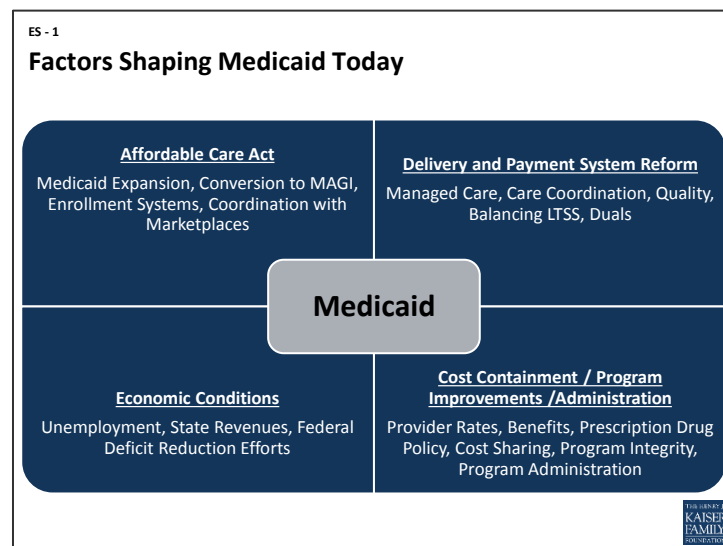 ES - 1
Factors Shaping Medicaid Today
Affordable Care Act
Medicaid Expansion, Conversion to MAGI,
Enrollment Systems, Coordination with
Marketplaces
Delivery and Payment System Reform
Managed Care, Care Coordination, Quality,
Balancing LTSS, Duals
Medicaid
Economic Conditions
Unemployment, State Revenues, Federal
Deficit Reduction Efforts
Cost Containment / Program
Improvements /Administration
Provider Rates, Benefits, Prescription Drug
Policy, Cost Sharing, Program Integrity,
Program Administration
THE HENRY J.
KAISER
FAMILY
FOUNDATION